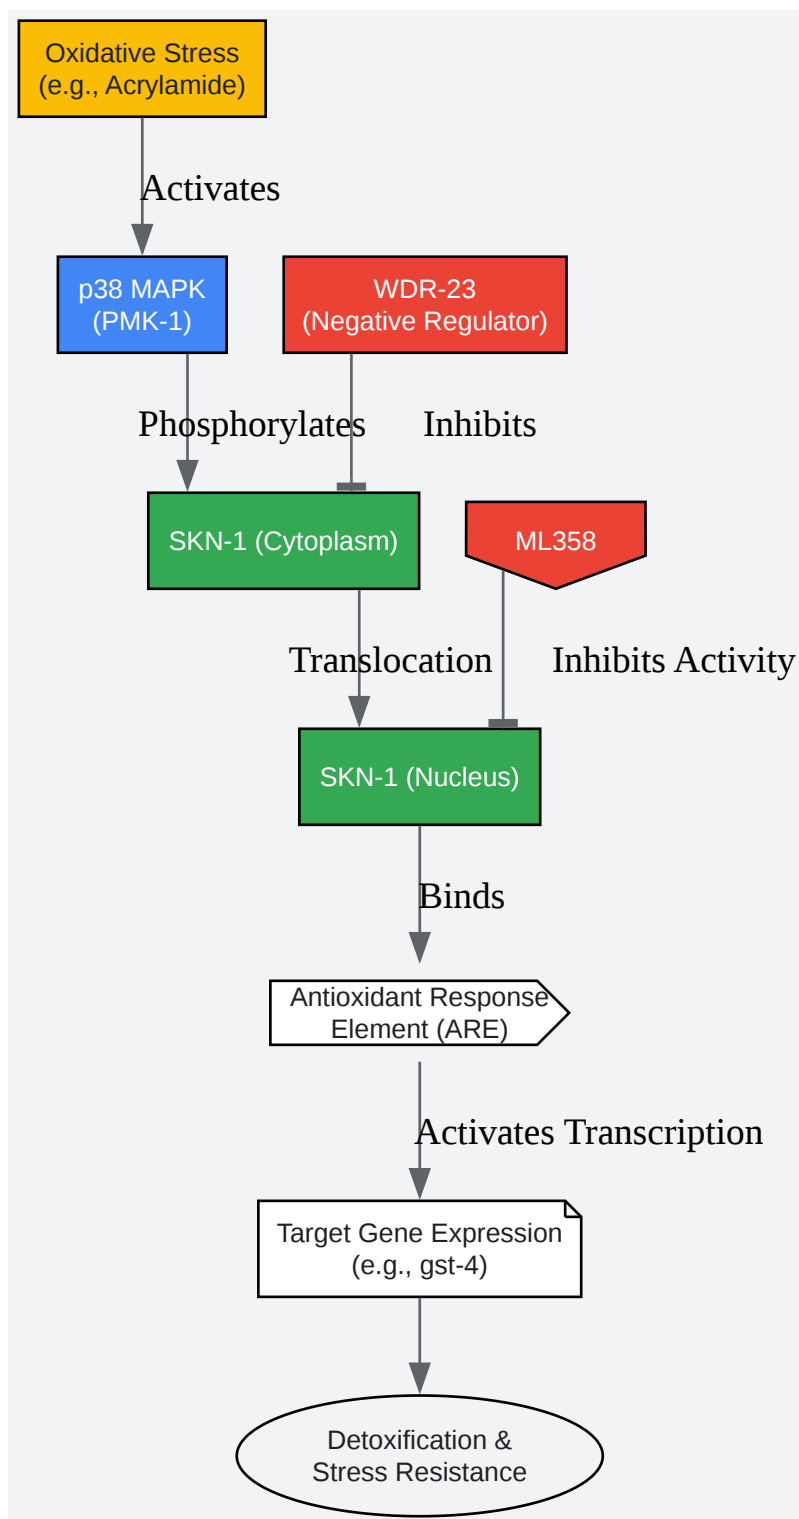 Oxidative Stress
(e.g., Acrylamide)
Activates
p38 MAPK
(PMK-1)
WDR-23
(Negative Regulator)
Phosphorylates
Inhibits
SKN-1 (Cytoplasm)
ML358
Translocation
Inhibits Activity
SKN-1 (Nucleus)
Binds
Antioxidant Response
Element (ARE)
Activates Transcription
Target Gene Expression
(e.g., gst-4)
Detoxification &
Stress Resistance